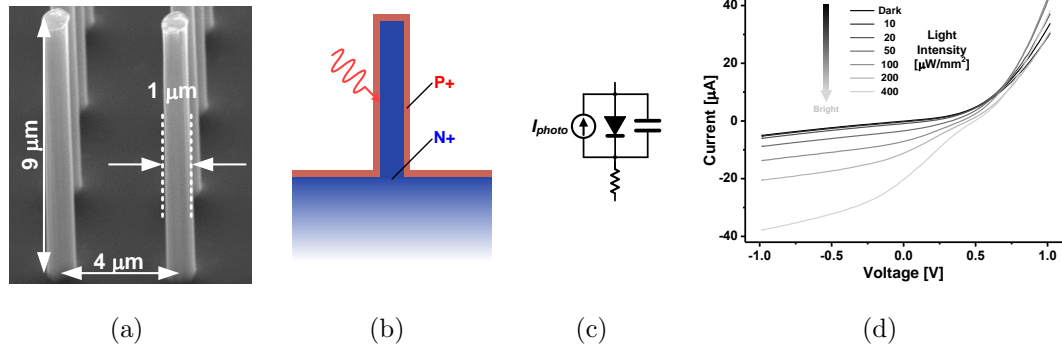 9 μm
1 μm
4 μm
P+
N+
Iphoto
Current [μA]
40
20
0
-20
-40
-1.0
-0.5
0.0
0.5
1.0
Voltage [V]
Dark
10
20
50
100
200
400
Bright
Light
Intensity
[μW/mm²]
(a)
(b)
(c)
(d)